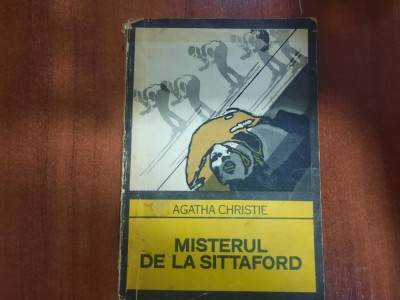 AGATHA CHRISTIE
MISTERUL
DE LA SITTAFORD